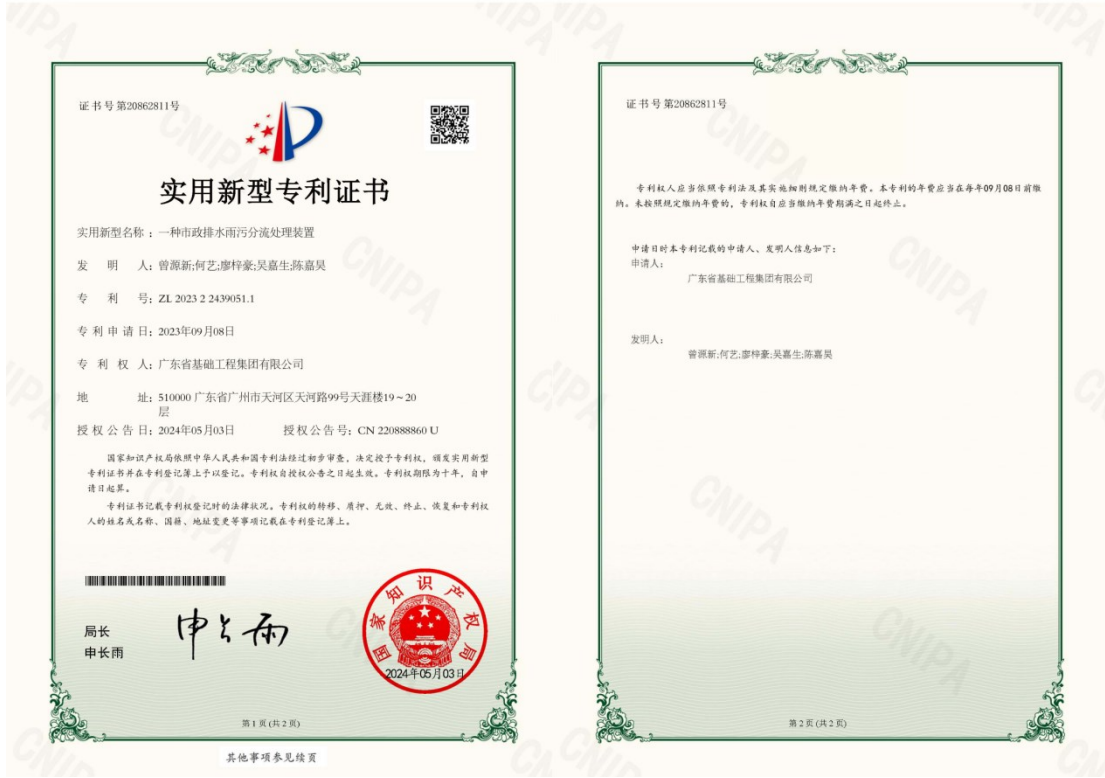 证书号第20862811号
实用新型专利证书
实用新型名称：一种市政排水雨污分流处理装置
发明人：曾源新;何艺;廖梓豪;吴嘉生;陈嘉昊
专利号：ZL 2023 2 2439051.1
专利申请日：2023年09月08日
专利权人：广东省基础工程集团有限公司
地址：510000 广东省广州市天河区天河路99号天涯楼19～20
层
授权公告日：2024年05月03日 授权公告号：CN 220888860 U
国家知识产权局依照中华人民共和国专利法经过初步审查，决定授予专利权，颁发实用新型
专利证书并在专利登记簿上予以登记。专利权自授权公告之日起生效。专利权期限为十年，自申
请日起算。
专利证书记载专利权登记时的法律状况。专利权的转移、质押、无效、终止、恢复和专利权
人的姓名或名称、国籍、地址变更等事项记载在专利登记簿上。
局长
申长雨
申长雨
国家知识产权局
2024年05月03日
第 1 页 (共 2 页)
其他事项参见续页
证书号第20862811号
专利权人应当依照专利法及其实施细则规定缴纳年费。本专利的年费应当在每年09月08日前缴
纳。未按照规定缴纳年费的，专利权自应当缴纳年费期满之日起终止。
申请日时本专利记载的申请人、发明人信息如下：
申请人：
广东省基础工程集团有限公司
发明人：
曾源新;何艺;廖梓豪;吴嘉生;陈嘉昊
第 2 页 (共 2 页)
CNIPA